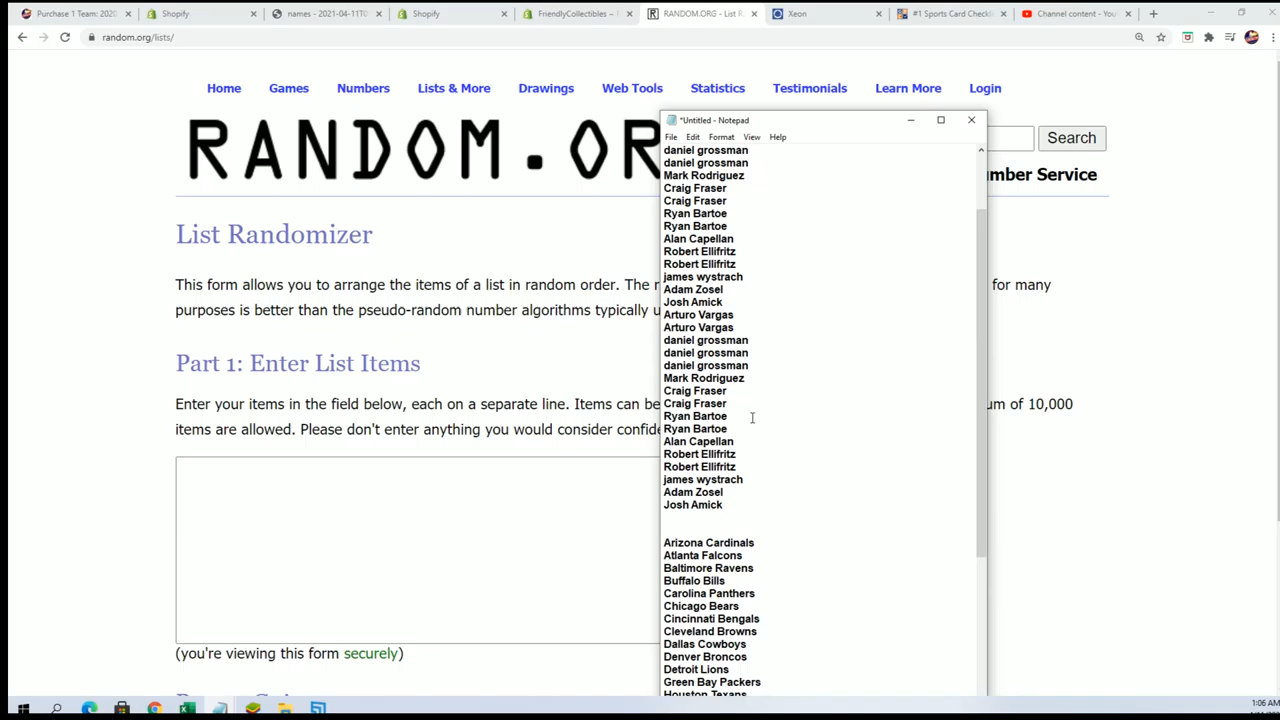 Purchase 1 Team: 2020
Shopify
names - 2021-04-11T0
Shopify
FriendlyCollectibles ~
RANDOM.ORG - List R
Xeon
#1 Sports Card Checkli
Channel content - You
random.org/lists/
Home Games Numbers Lists & More Drawings Web Tools Statistics Testimonials Learn More Login
RANDOM.OR
Search
mber Service
List Randomizer
This form allows you to arrange the items of a list in random order. The r
for many
purposes is better than the pseudo-random number algorithms typically u
Part 1: Enter List Items
Enter your items in the field below, each on a separate line. Items can be
um of 10,000
items are allowed. Please don't enter anything you would consider confid
(you're viewing this form securely)
*Untitled - Notepad
File Edit Format View Help
daniel grossman
daniel grossman
Mark Rodriguez
Craig Fraser
Craig Fraser
Ryan Bartoe
Ryan Bartoe
Alan Capellan
Robert Ellifritz
Robert Ellifritz
james wystrach
Adam Zosel
Josh Amick
Arturo Vargas
Arturo Vargas
daniel grossman
daniel grossman
daniel grossman
Mark Rodriguez
Craig Fraser
Craig Fraser
Ryan Bartoe
Ryan Bartoe
Alan Capellan
Robert Ellifritz
Robert Ellifritz
james wystrach
Adam Zosel
Josh Amick
Arizona Cardinals
Atlanta Falcons
Baltimore Ravens
Buffalo Bills
Carolina Panthers
Chicago Bears
Cincinnati Bengals
Cleveland Browns
Dallas Cowboys
Denver Broncos
Detroit Lions
Green Bay Packers
Houston Texans
1:06 AM